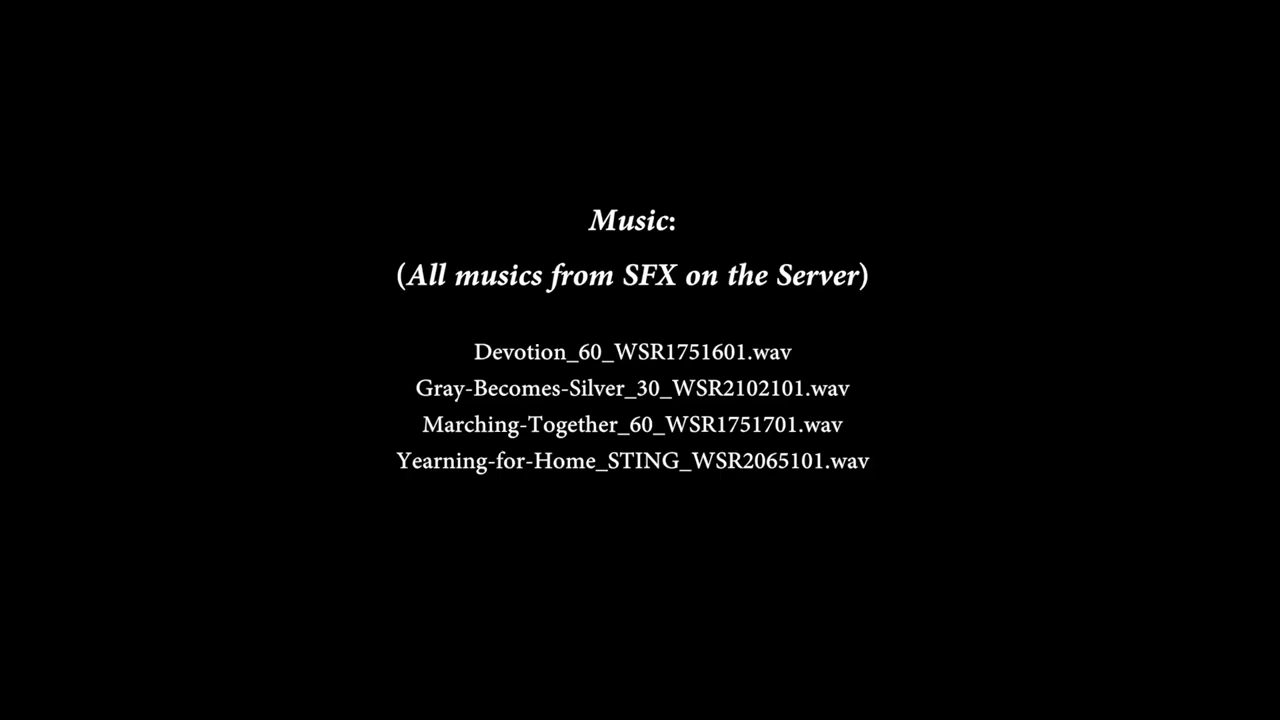 Music:
(All musics from SFX on the Server)
Devotion_60_WSR1751601.wav
Gray-Becomes-Silver_30_WSR2102101.wav
Marching-Together_60_WSR1751701.wav
Yearning-for-Home_STING_WSR2065101.wav